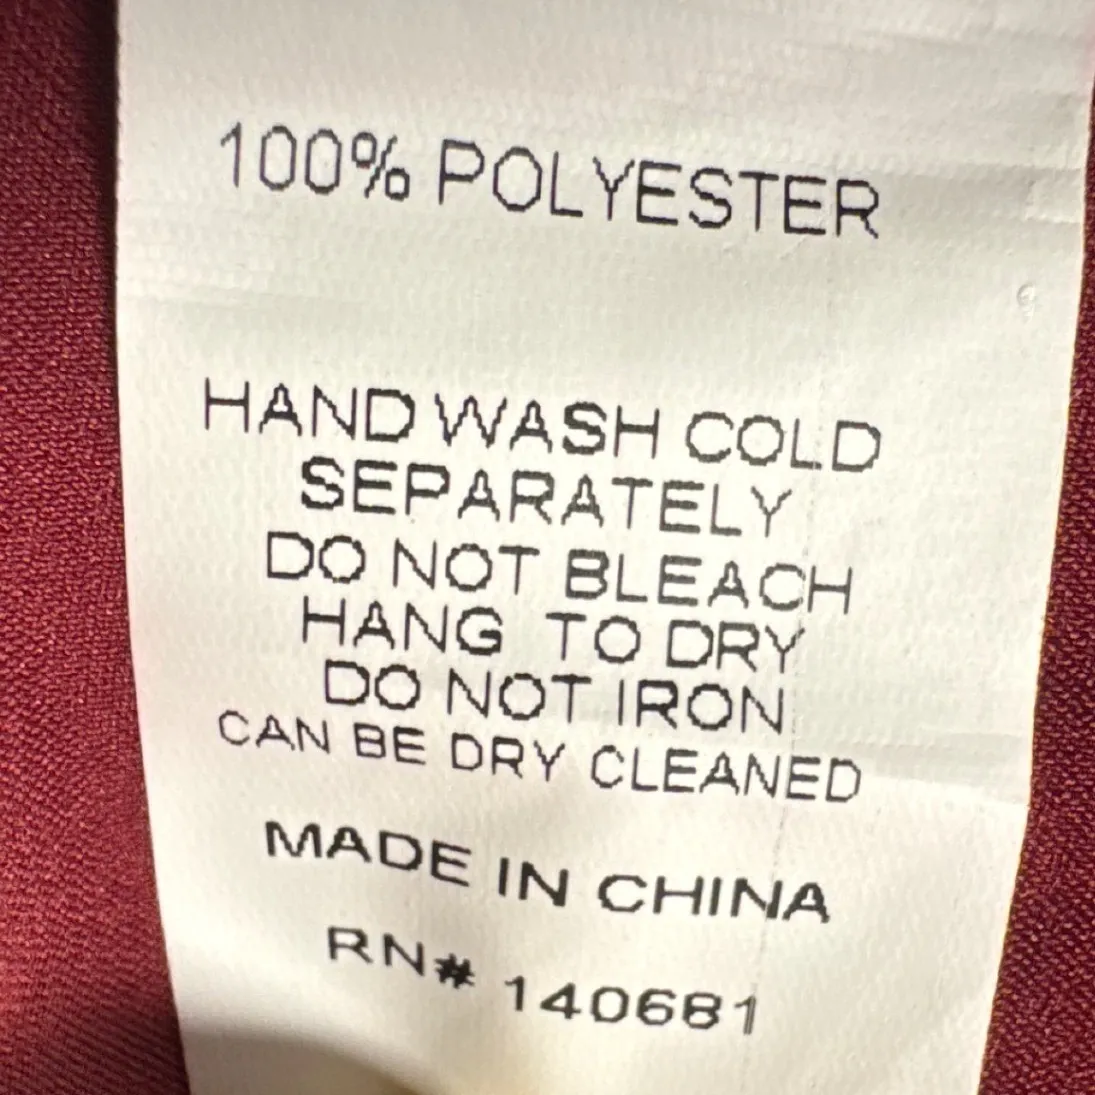 100% POLYESTER
HAND WASH COLD
SEPARATELY
DO NOT BLEACH
HANG TO DRY
DO NOT IRON
CAN BE DRY CLEANED
MADE IN CHINA
RN# 140681